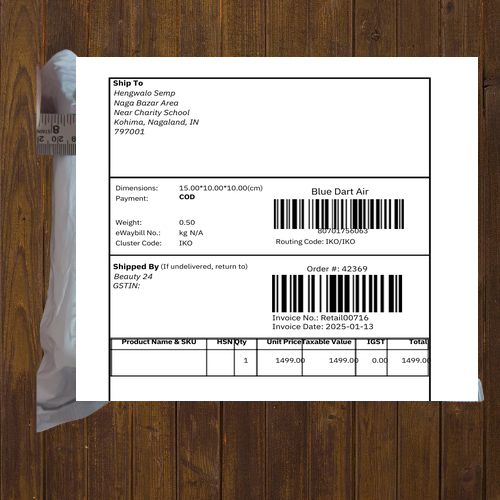 Ship To
Hengwalo Semp
Naga Bazar Area
Near Charity School
Kohima, Nagaland, IN
797001
Dimensions: 15.00*10.00*10.00(cm)
Payment: COD
Weight: 0.50
eWaybill No.: kg N/A
Cluster Code: IKO
Blue Dart Air
80701756063
Routing Code: IKO/IKO
Shipped By (If undelivered, return to)
Beauty 24
GSTIN:
Order #: 42369
Invoice No.: Retail00716
Invoice Date: 2025-01-13
Product Name & SKU HSN Qty Unit Price Taxable Value IGST Total
1 1499.00 1499.00 0.00 1499.00